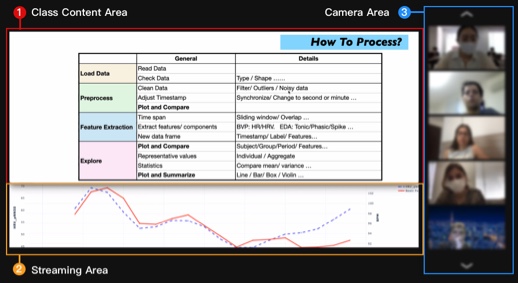 1 Class Content Area
Camera Area 3
How To Process?
General Details
Load Data Read Data
Check Data Type / Shape ......
Preprocess Clean Data Filter/ Outliers / Noisy data
Adjust Timestamp Synchronize/ Change to second or minute ...
Plot and Compare
Feature Extraction Time span Sliding window/ Overlap ...
Extract features/ components BVP: HR/HRV. EDA: Tonic/Phasic/Spike ...
New data frame Timestamp/ Label/ Features...
Explore Plot and Compare Subject/Group/Period/ Features...
Representative values Individual / Aggregate
Statistics Compare mean/ variance ...
Plot and Summarize Line / Bar/ Box / Violin ...
2 Streaming Area